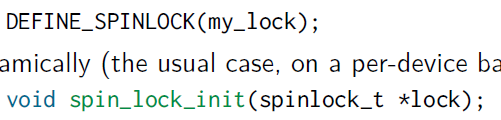 DEFINE_SPINLOCK(my_lock);
amically (the usual case, on a per-device ba
void spin_lock_init(spinlock_t *lock);